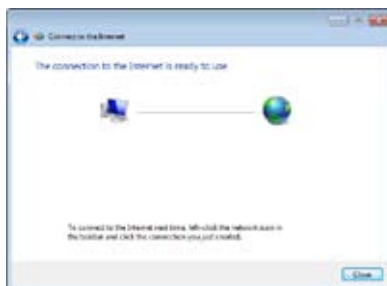 Connect to the Internet
The connection to the Internet is ready to use
To connect to the Internet next time, left-click the network icon in
the taskbar and click the connection you just created.
Close